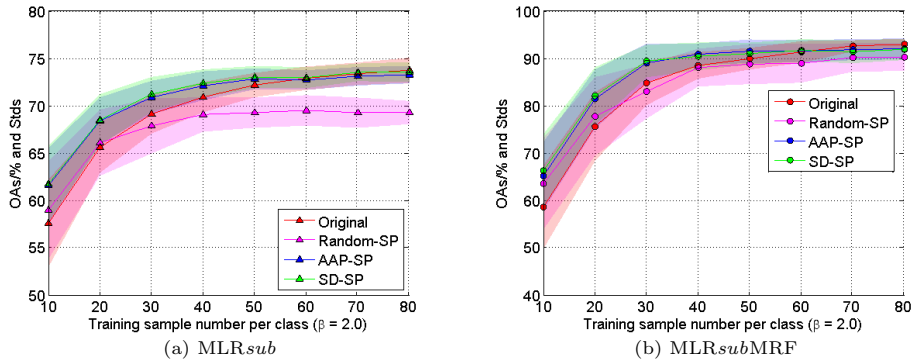 OAs/% and Stds
80
75
70
65
60
55
50
10 20 30 40 50 60 70 80
Original
Random-SP
AAP-SP
SD-SP
Training sample number per class (β = 2.0)
(a) MLRsub
OAs/% and Stds
100
90
80
70
60
50
40
10 20 30 40 50 60 70 80
Original
Random-SP
AAP-SP
SD-SP
Training sample number per class (β = 2.0)
(b) MLRsubMRF